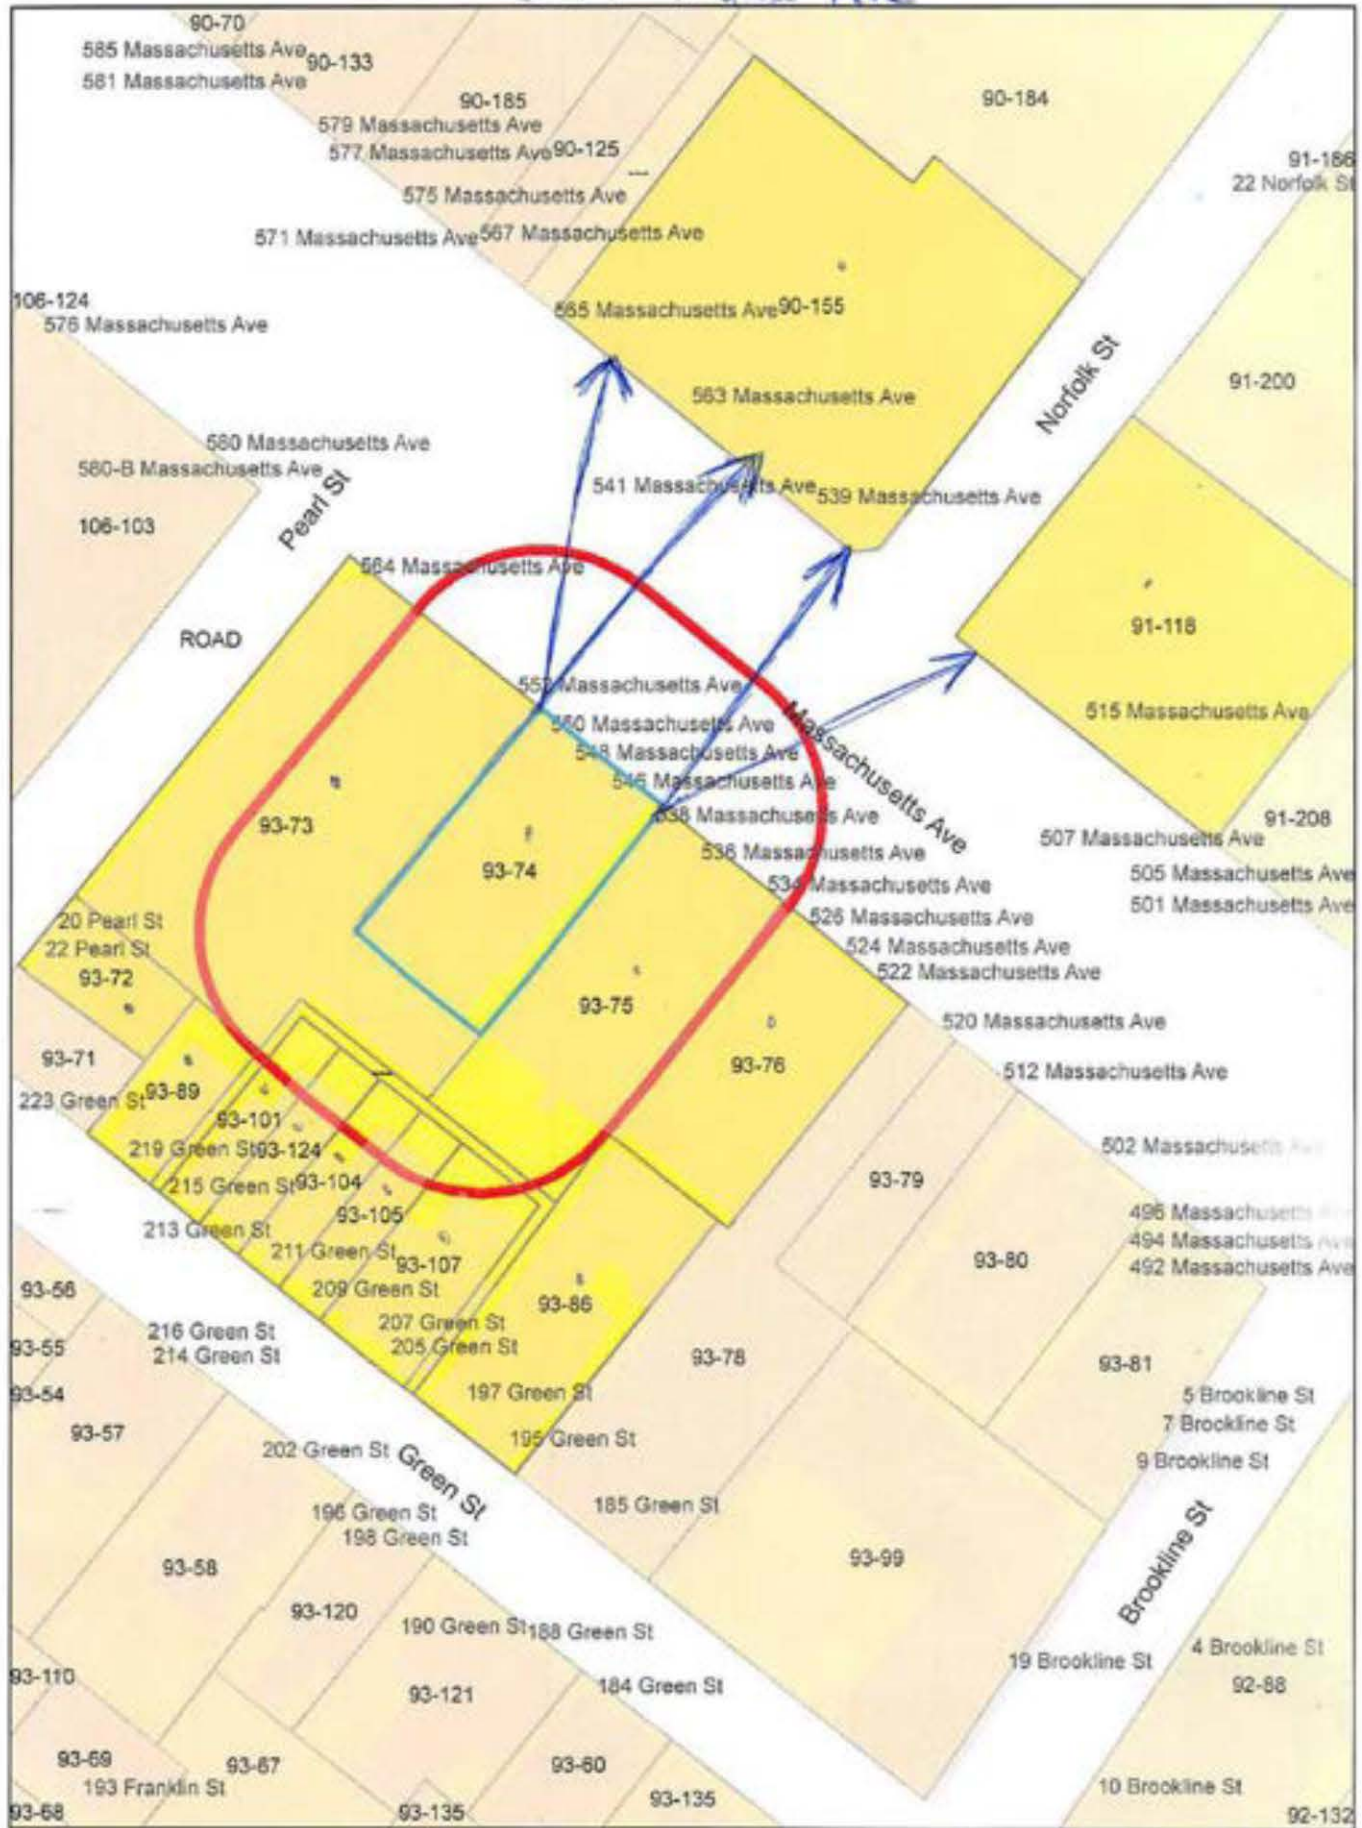 90-70
585 Massachusetts Ave
90-133
581 Massachusetts Ave
90-185
90-184
579 Massachusetts Ave
577 Massachusetts Ave
90-125
91-186
22 Norfolk St
575 Massachusetts Ave
571 Massachusetts Ave
567 Massachusetts Ave
106-124
576 Massachusetts Ave
565 Massachusetts Ave
90-155
Norfolk St
91-200
563 Massachusetts Ave
580 Massachusetts Ave
580-B Massachusetts Ave
Pearl St
541 Massachusetts Ave
539 Massachusetts Ave
106-103
564 Massachusetts Ave
ROAD
91-118
552 Massachusetts Ave
550 Massachusetts Ave
515 Massachusetts Ave
548 Massachusetts Ave
Massachusetts Ave
546 Massachusetts Ave
538 Massachusetts Ave
93-73
91-208
507 Massachusetts Ave
536 Massachusetts Ave
93-74
505 Massachusetts Ave
534 Massachusetts Ave
501 Massachusetts Ave
526 Massachusetts Ave
20 Pearl St
22 Pearl St
524 Massachusetts Ave
522 Massachusetts Ave
93-72
93-75
520 Massachusetts Ave
93-71
93-76
512 Massachusetts Ave
93-89
223 Green St
93-101
502 Massachusetts Ave
219 Green St
93-124
93-79
215 Green St
93-104
93-105
496 Massachusetts Ave
213 Green St
494 Massachusetts Ave
211 Green St
93-107
93-80
492 Massachusetts Ave
93-56
209 Green St
93-86
207 Green St
216 Green St
93-55
205 Green St
214 Green St
93-78
93-81
93-54
197 Green St
5 Brookline St
93-57
7 Brookline St
195 Green St
202 Green St
Green St
9 Brookline St
185 Green St
196 Green St
198 Green St
93-58
93-99
Brookline St
93-120
190 Green St
188 Green St
4 Brookline St
19 Brookline St
93-110
184 Green St
92-88
93-121
93-69
93-67
93-60
193 Franklin St
10 Brookline St
93-135
93-68
93-135
92-132